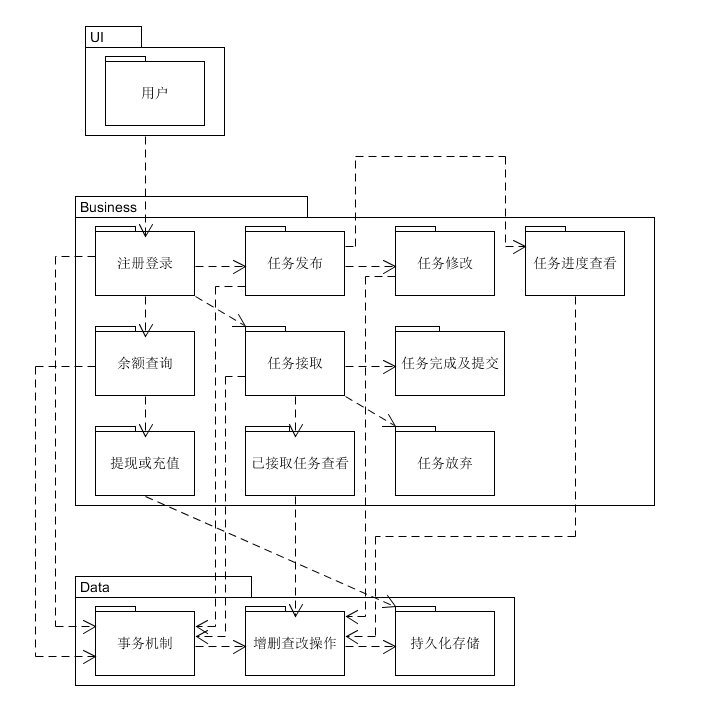 UI
用户
Business
注册登录
任务发布
任务修改
任务进度查看
余额查询
任务接取
任务完成及提交
提现或充值
已接取任务查看
任务放弃
Data
事务机制
增删查改操作
持久化存储